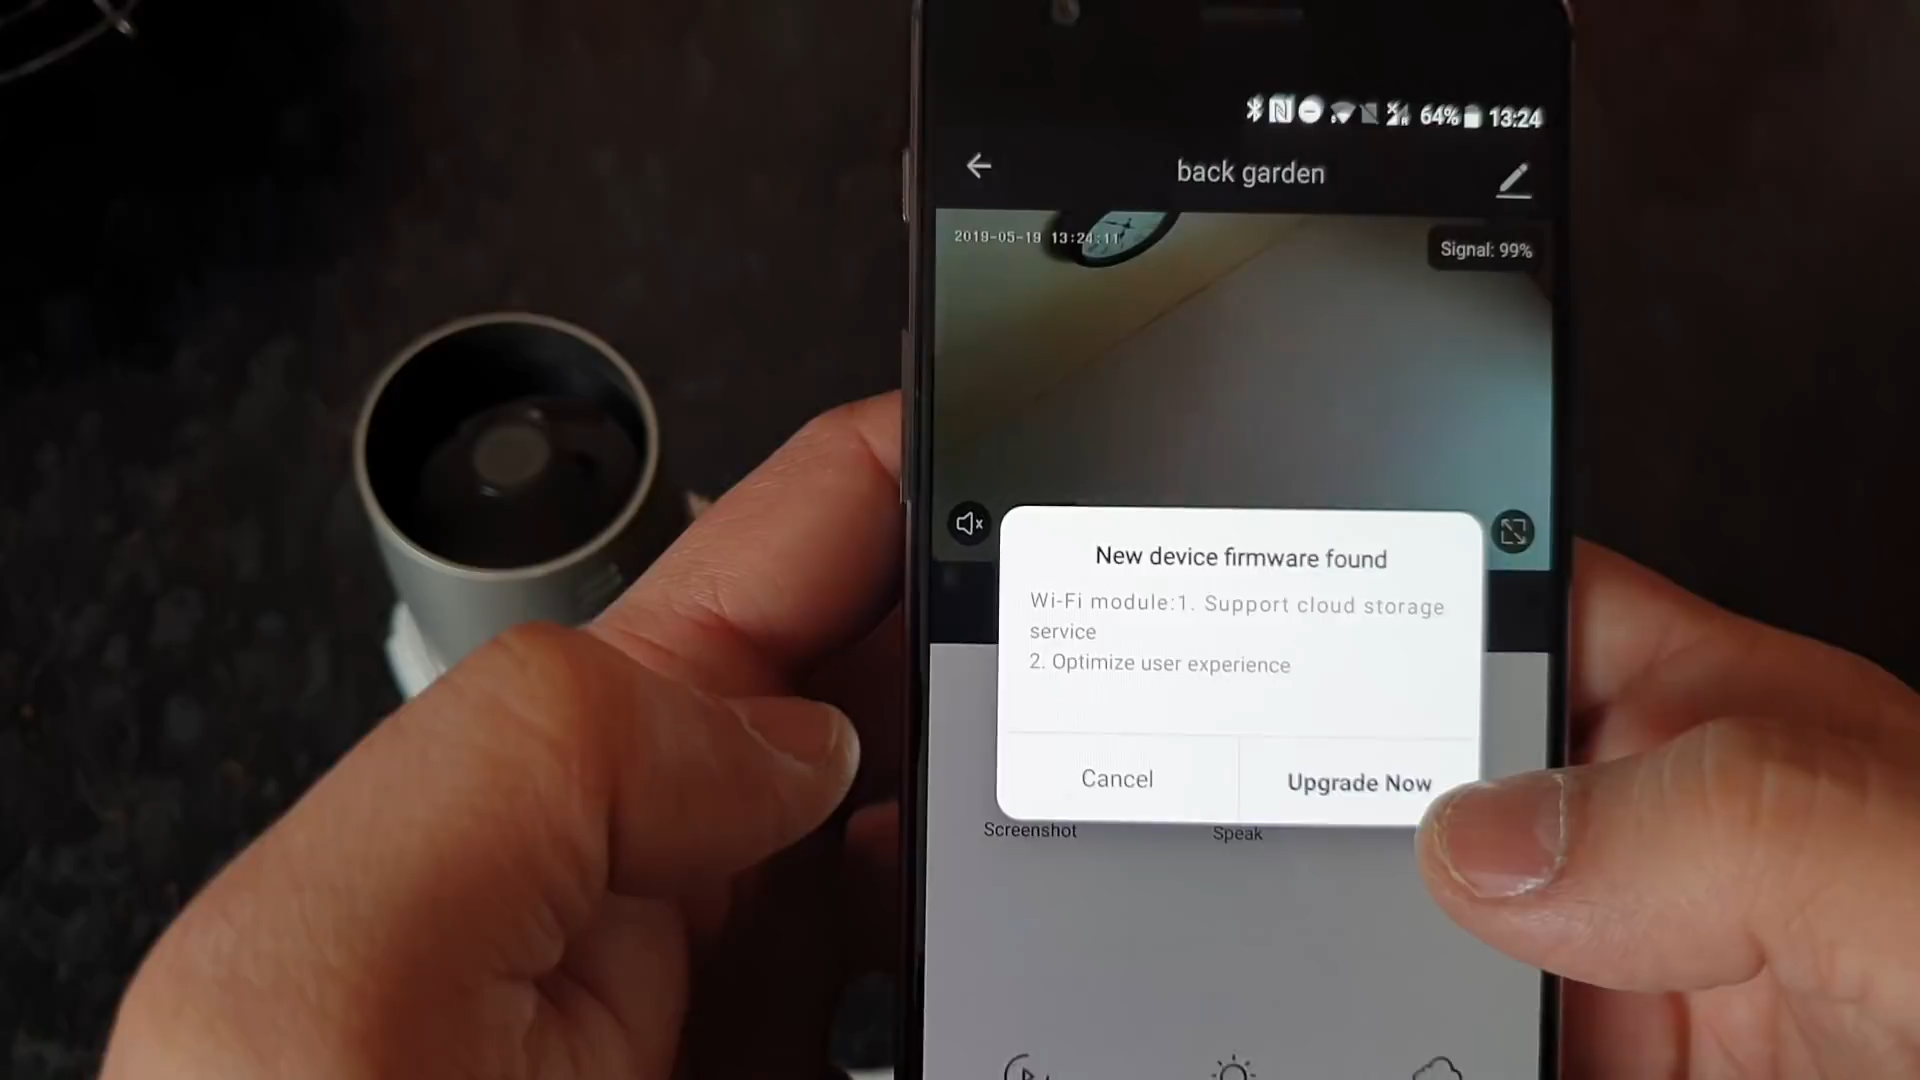 64% 13:24
back garden
2019-05-19 13:24:11
Signal: 99%
New device firmware found
Wi-Fi module:1. Support cloud storage
service
2. Optimize user experience
Cancel
Upgrade Now
Screenshot
Speak